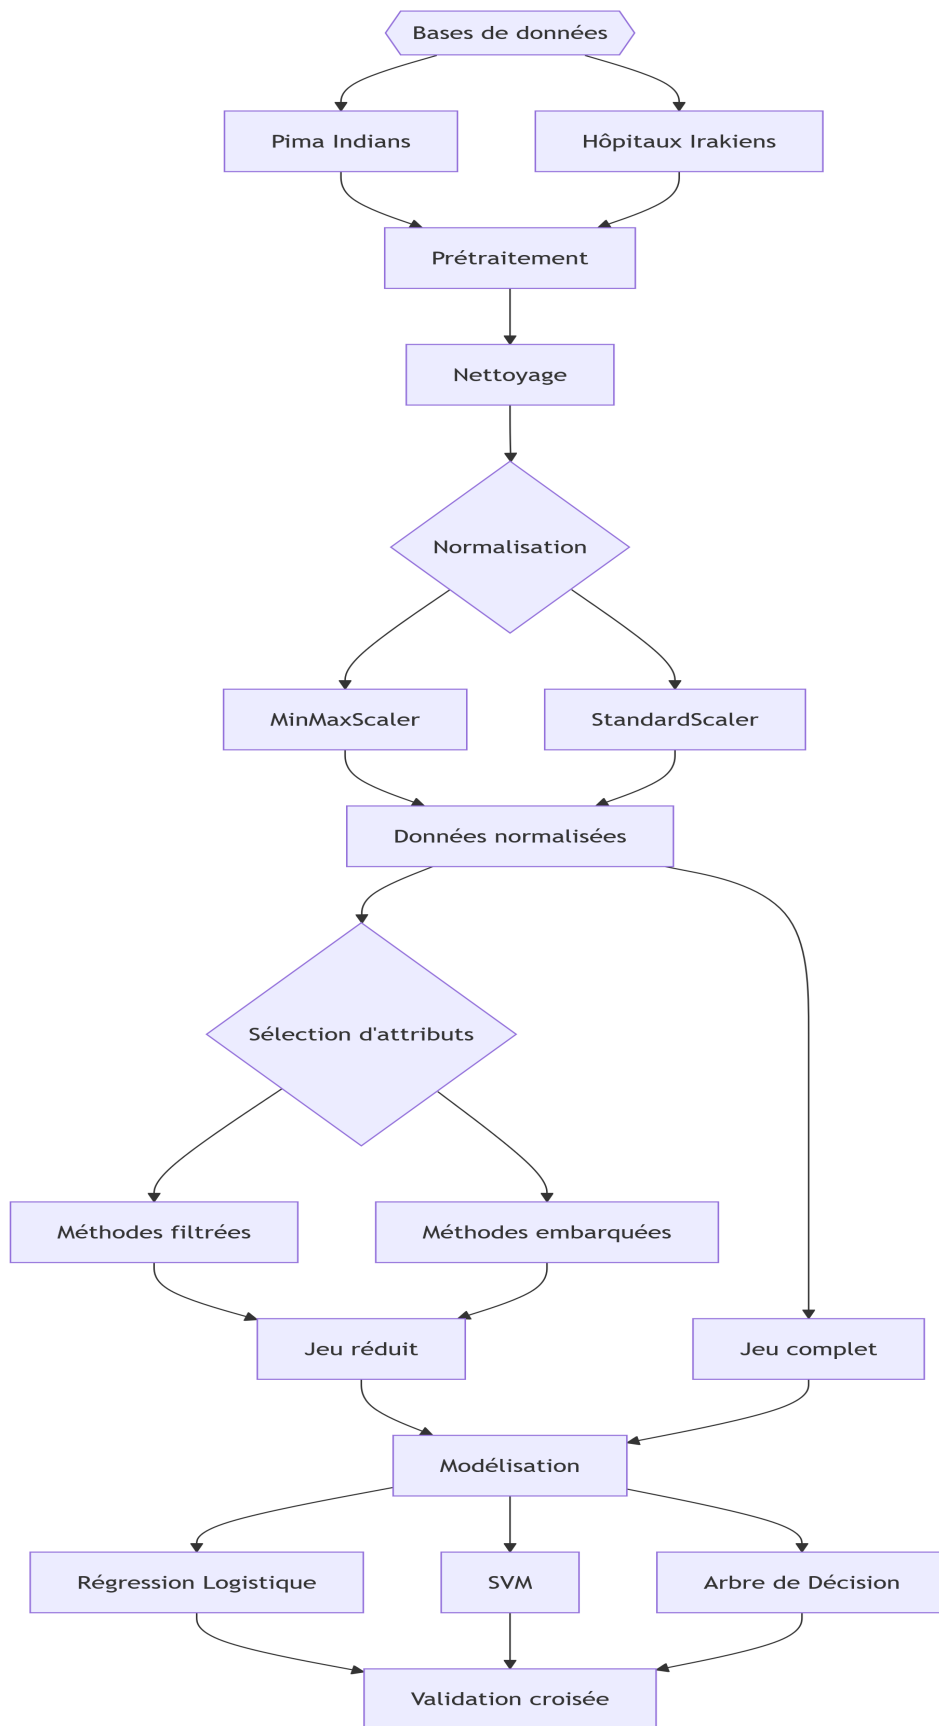 Bases de données
Pima Indians
Hôpitaux Irakiens
Prétraitement
Nettoyage
Normalisation
MinMaxScaler
StandardScaler
Données normalisées
Sélection d'attributs
Méthodes filtrées
Méthodes embarquées
Jeu réduit
Jeu complet
Modélisation
Régression Logistique
SVM
Arbre de Décision
Validation croisée